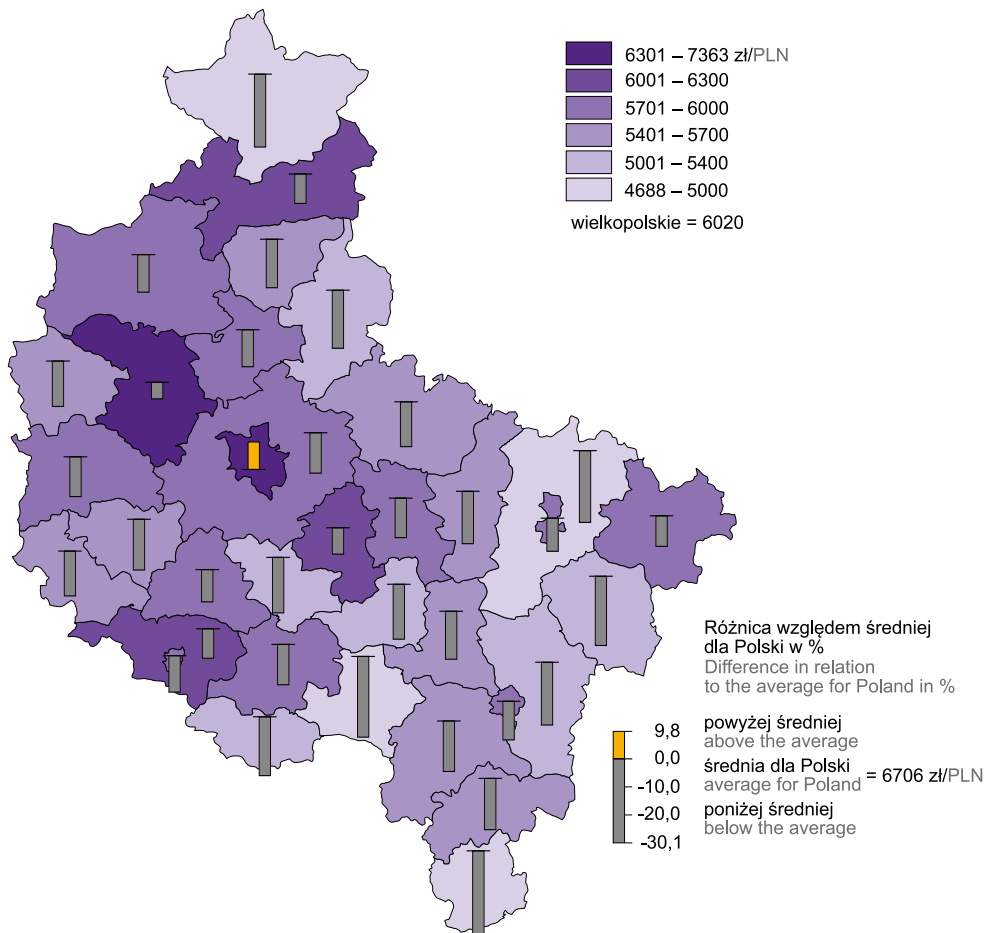 6301 – 7363 zł/PLN
6001 – 6300
5701 – 6000
5401 – 5700
5001 – 5400
4688 – 5000
wielkopolskie = 6020
Różnica względem średniej
dla Polski w %
Difference in relation
to the average for Poland in %
9,8
0,0
-10,0
-20,0
-30,1
powyżej średniej
above the average
średnia dla Polski
average for Poland = 6706 zł/PLN
poniżej średniej
below the average